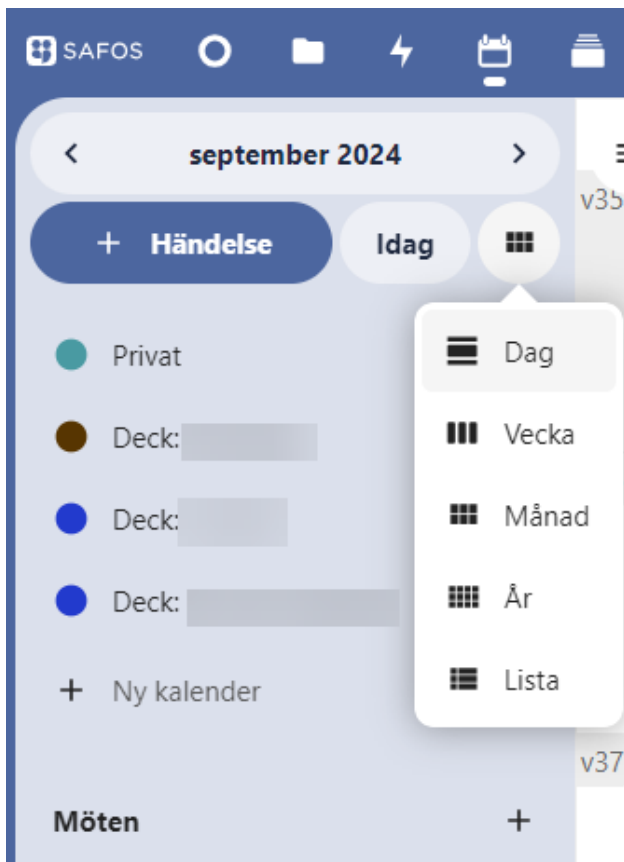 SAFOS
september 2024
v35
+ Händelse
Idag
Privat
Dag
Deck:
Vecka
Deck:
Månad
Deck:
År
+ Ny kalender
Lista
v37
Möten +